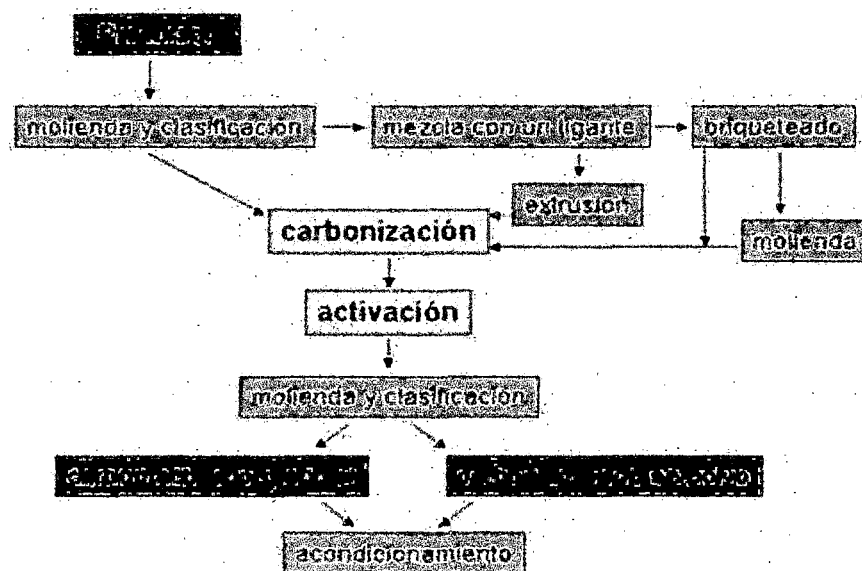 molienda y clasificación
mezcla con un ligante
briqueteado
extrusión
carbonización
molienda
activación
molienda y clasificación
acondicionamiento